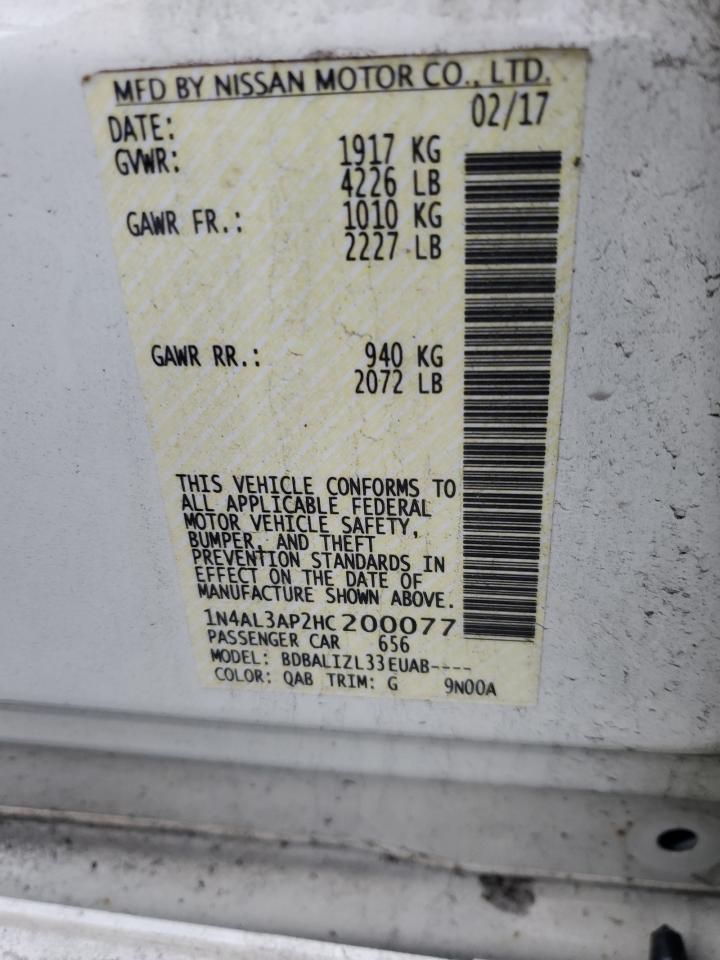 MFD BY NISSAN MOTOR CO., LTD.
DATE: 02/17
GVWR: 1917 KG
4226 LB
GAWR FR.: 1010 KG
2227 LB
GAWR RR.: 940 KG
2072 LB
THIS VEHICLE CONFORMS TO
ALL APPLICABLE FEDERAL
MOTOR VEHICLE SAFETY,
BUMPER, AND THEFT
PREVENTION STANDARDS IN
EFFECT ON THE DATE OF
MANUFACTURE SHOWN ABOVE.
1N4AL3AP2HC200077
PASSENGER CAR 656
MODEL: BDBALIZL33EUAB----
COLOR: QAB TRIM: G 9N00A